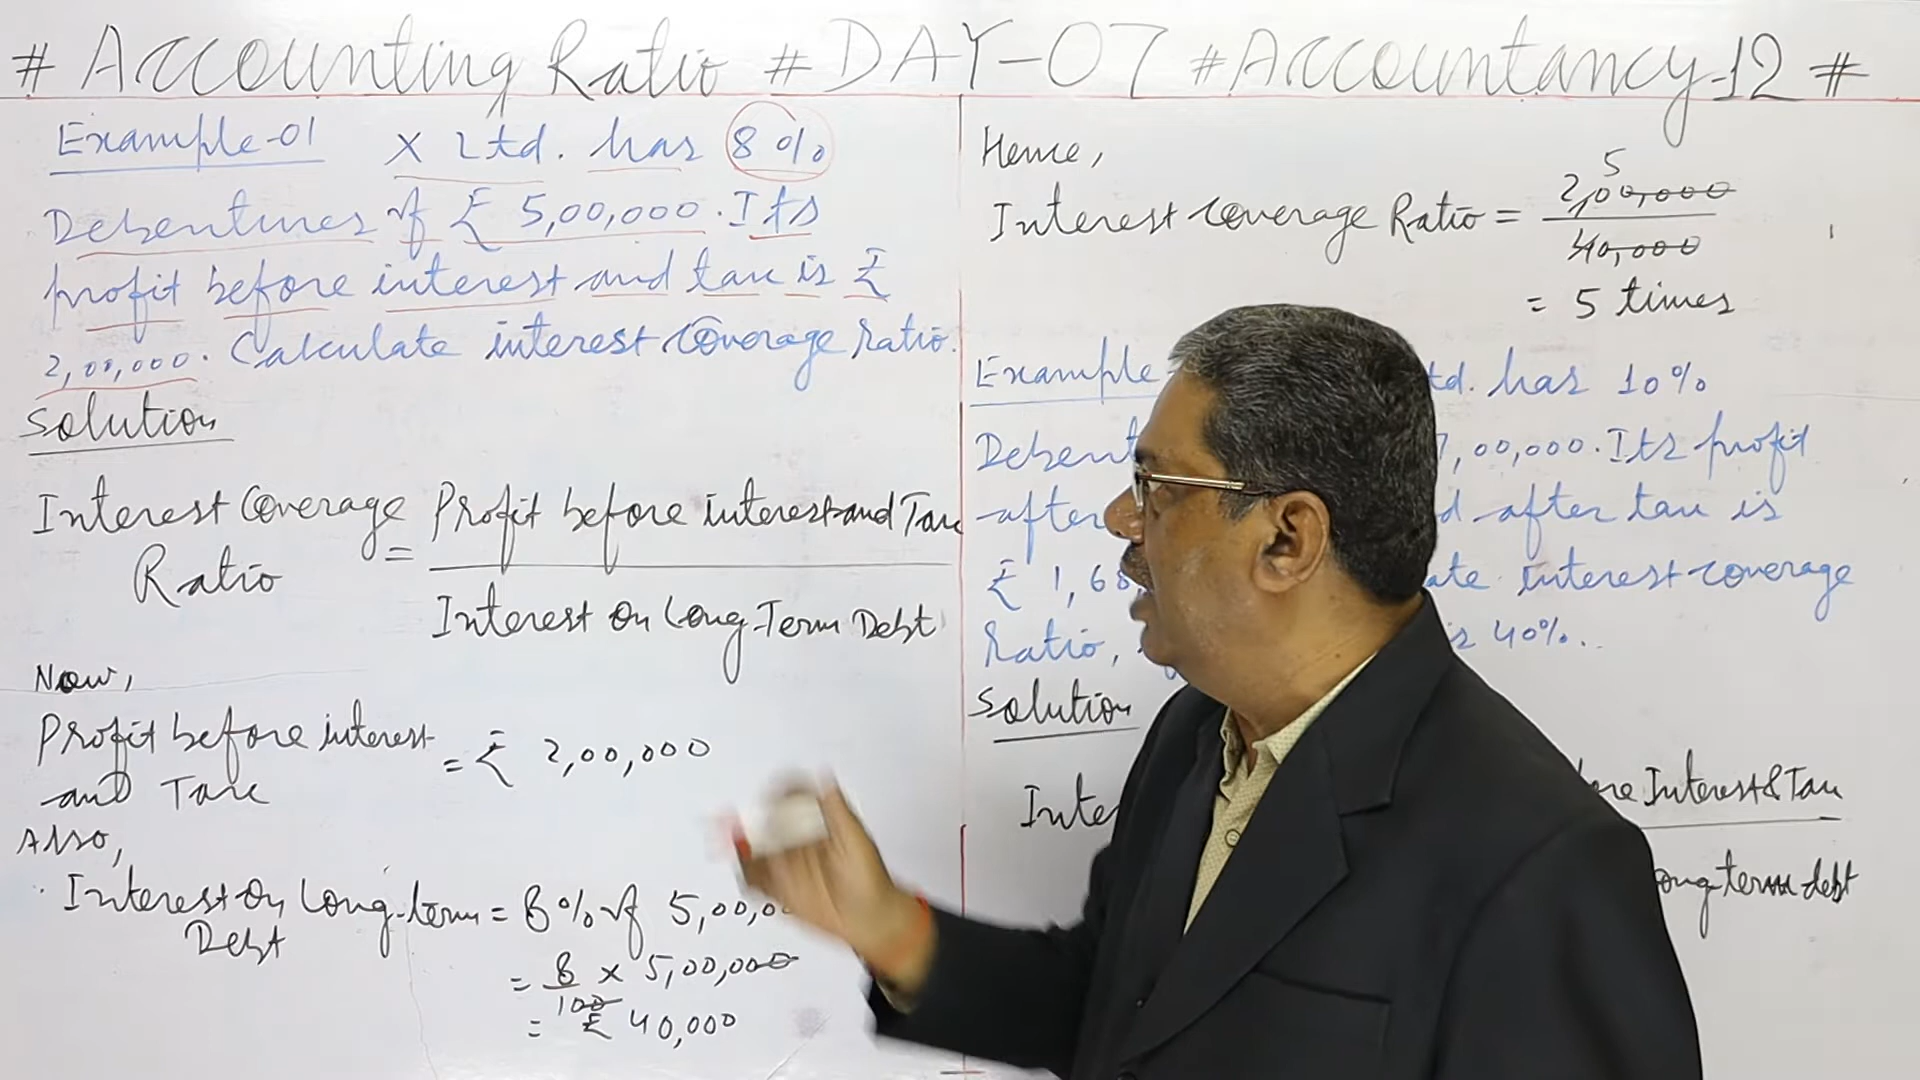 # Accounting Ratio # DAY-07 # Accountancy-12 #
Example-01 X Ltd. has 8%
Debentures of ₹ 5,00,000. Its
profit before interest and tax is ₹
2,00,000. Calculate interest coverage ratio.
Solution
Interest Coverage Ratio = Profit before interest and Tax
Interest On Long-Term Debt
Now,
Profit before interest and Tax = ₹ 2,00,000
Also,
Interest On Long-term Debt = 8% of 5,00,00
= 8/100 × 5,00,000
= ₹ 40,000
Hence,
5
Interest coverage Ratio = 2,00,000
40,000
= 5 times
Example td. has 10%
Debent 7,00,000. Its profit
after d after tax is
₹ 1,68 ate interest coverage
Ratio, is 40%.
Solution
Inte ore Interest & Tax
ong-term debt